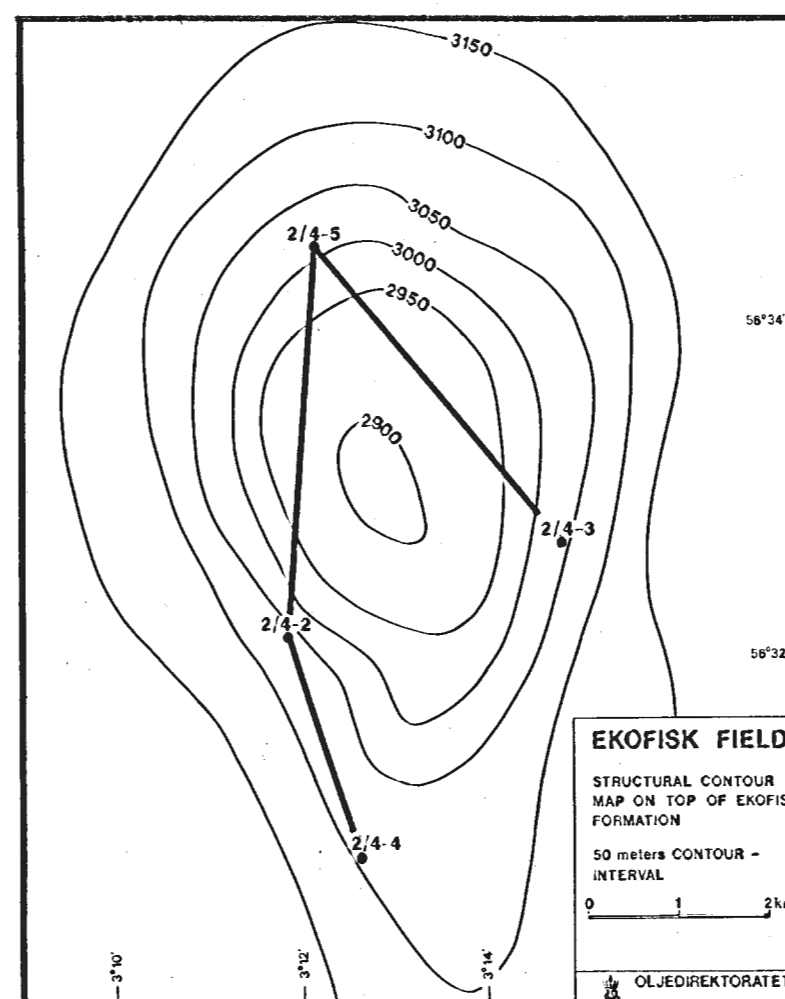 3150
3100
3050
2/4-5
3000
2950
56°34'
2900
2/4-3
2/4-2
56°32
EKOFISK FIELD
STRUCTURAL CONTOUR
MAP ON TOP OF EKOFIS
FORMATION
50 meters CONTOUR –
INTERVAL
2/4-4
0 1 2 k
3°10'
3°12'
3°14'
OLJEDIREKTORATET